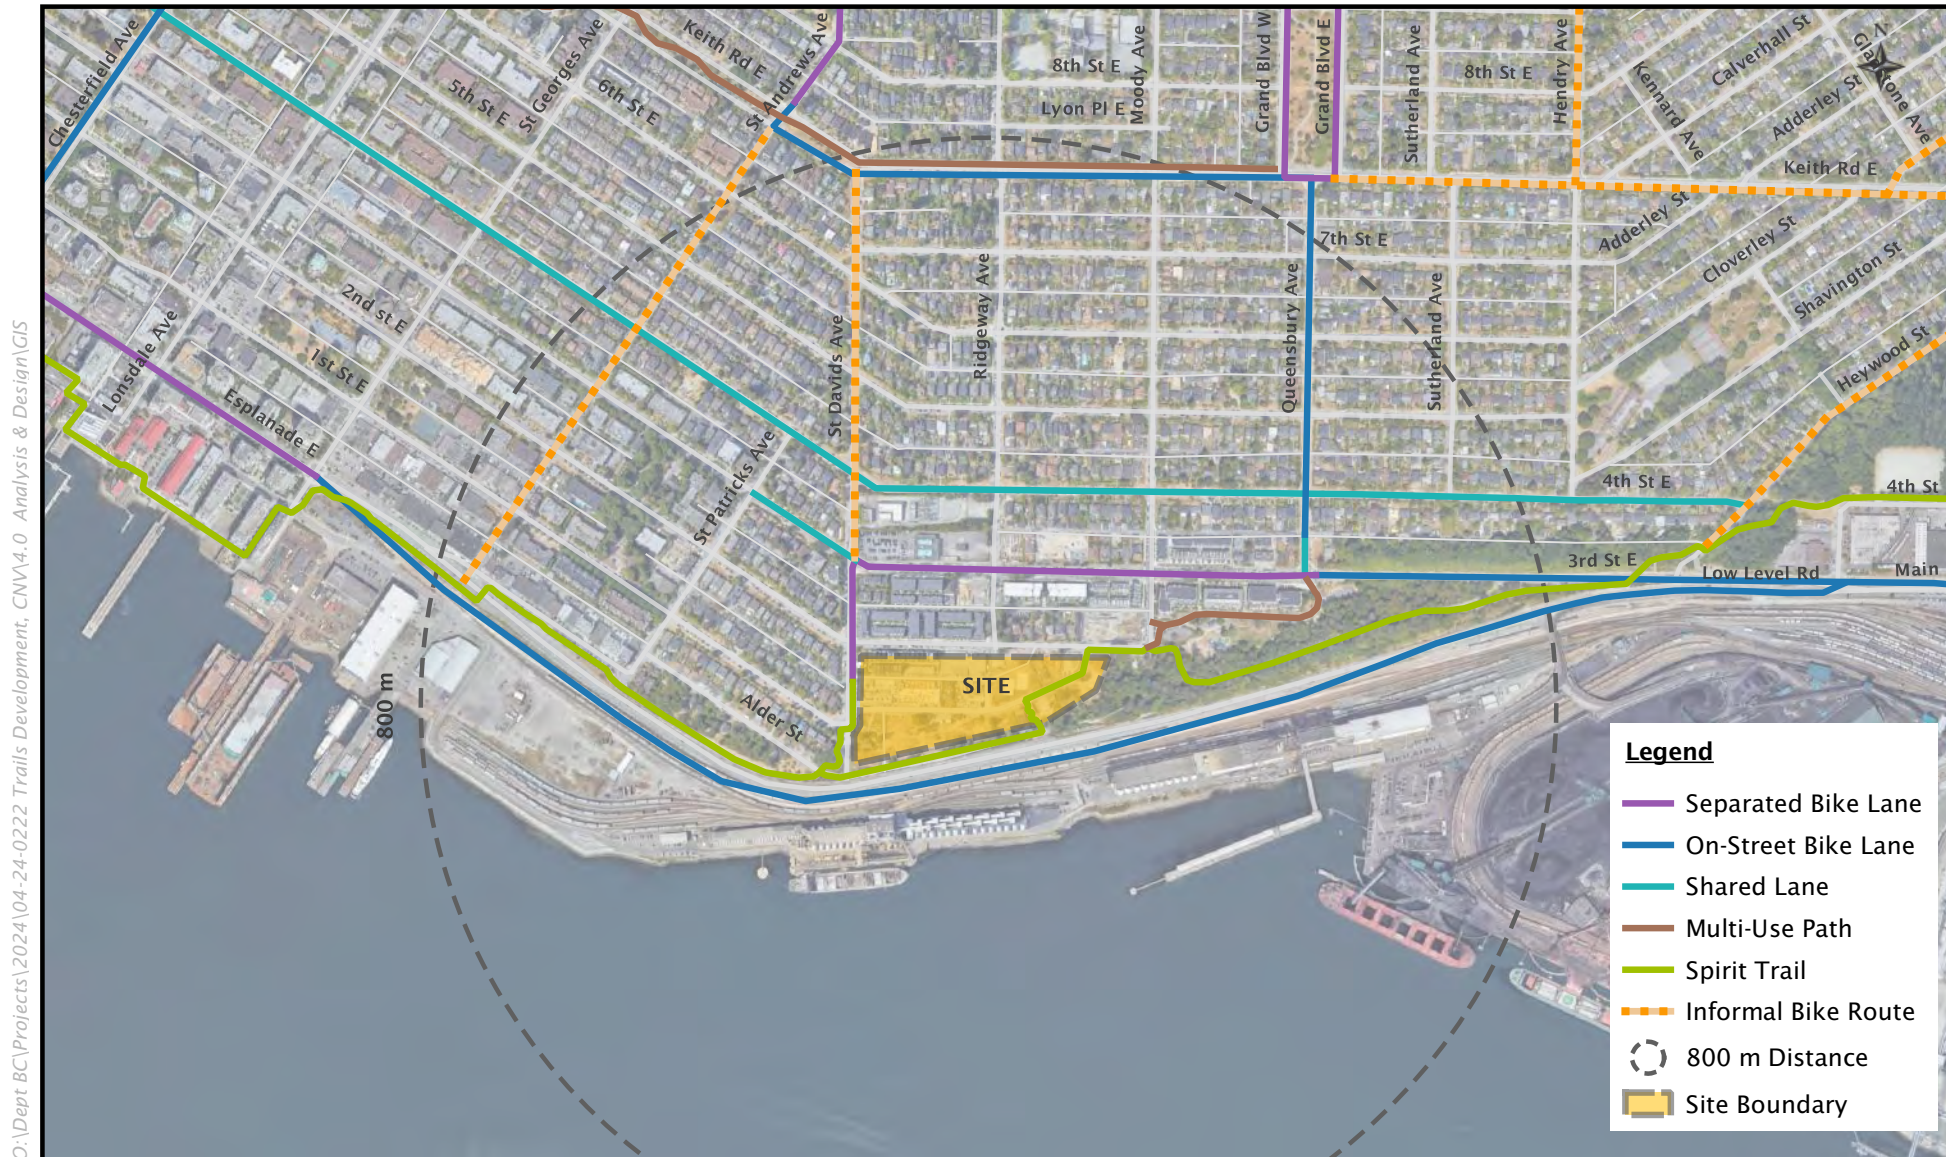 Chesterfield Ave
5th St E
St Georges Ave
6th St E
Keith Rd E
St Andrews Ave
8th St E
Lyon Pl E
Moody Ave
Grand Blvd W
Grand Blvd E
Sutherland Ave
8th St E
Hendry Ave
Kennard Ave
Calverhall St
Adderley St
Gladstone Ave
N
Keith Rd E
Adderley St
Cloverley St
Shavington St
Heywood St
7th St E
Queensbury Ave
Sutherland Ave
Ridgeway Ave
St Davids Ave
2nd st E
1st St E
Lonsdale Ave
Esplanade E
St Patricks Ave
4th St E
4th St
3rd St E
Low Level Rd
Main
SITE
Alder St
800 m
Legend
Separated Bike Lane
On-Street Bike Lane
Shared Lane
Multi-Use Path
Spirit Trail
Informal Bike Route
800 m Distance
Site Boundary
O:\Dept BC\Projects\2024\04-24-0222 Trails Development, CNV\4.0 Analysis & Design\GIS